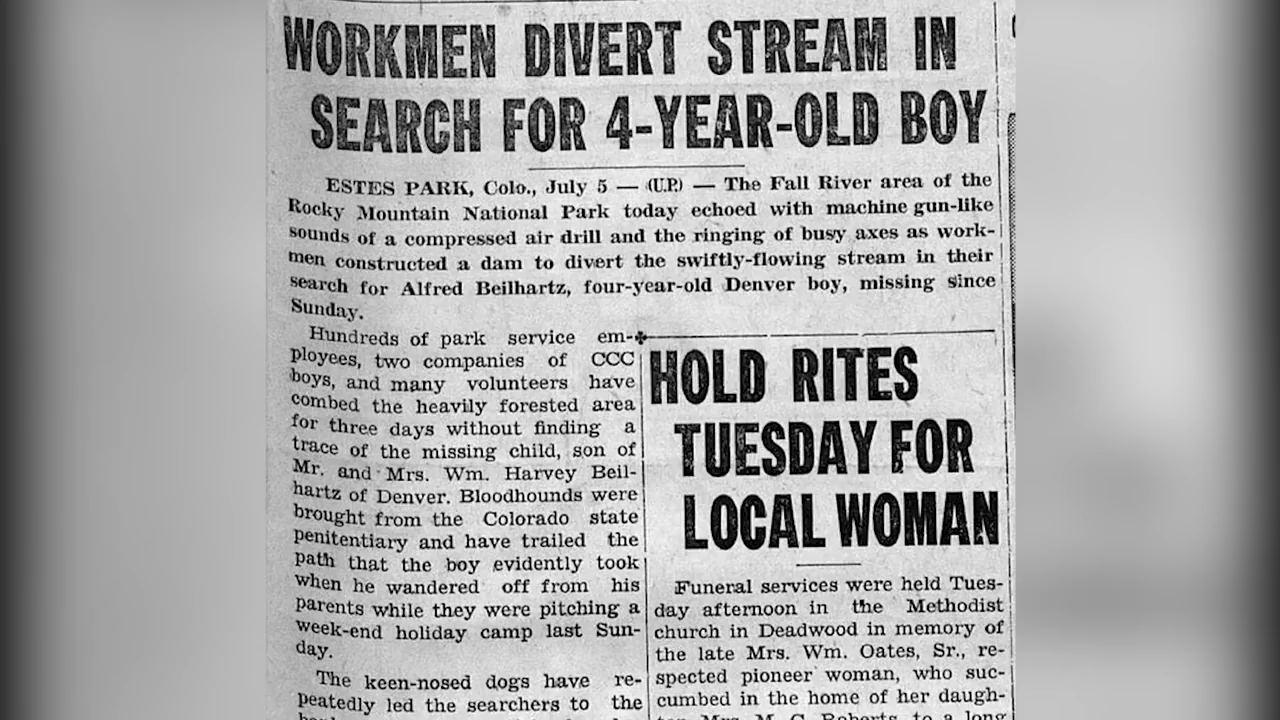 WORKMEN DIVERT STREAM IN
SEARCH FOR 4-YEAR-OLD BOY
ESTES PARK, Colo., July 5 — (U.P.) — The Fall River area of the
Rocky Mountain National Park today echoed with machine gun-like
sounds of a compressed air drill and the ringing of busy axes as work-
men constructed a dam to divert the swiftly-flowing stream in their
search for Alfred Beilhartz, four-year-old Denver boy, missing since
Sunday.
Hundreds of park service em-
ployees, two companies of CCC
boys, and many volunteers have
combed the heavily forested area
for three days without finding a
trace of the missing child, son of
Mr. and Mrs. Wm. Harvey Beil-
hartz of Denver. Bloodhounds were
brought from the Colorado state
penitentiary and have trailed the
path that the boy evidently took
when he wandered off from his
parents while they were pitching a
week-end holiday camp last Sun-
day.
The keen-nosed dogs have re-
peatedly led the searchers to the
HOLD RITES
TUESDAY FOR
LOCAL WOMAN
Funeral services were held Tues-
day afternoon in the Methodist
church in Deadwood in memory of
the late Mrs. Wm. Oates, Sr., re-
spected pioneer woman, who suc-
cumbed in the home of her daugh-
Mrs. M. C. Roberts, to a long